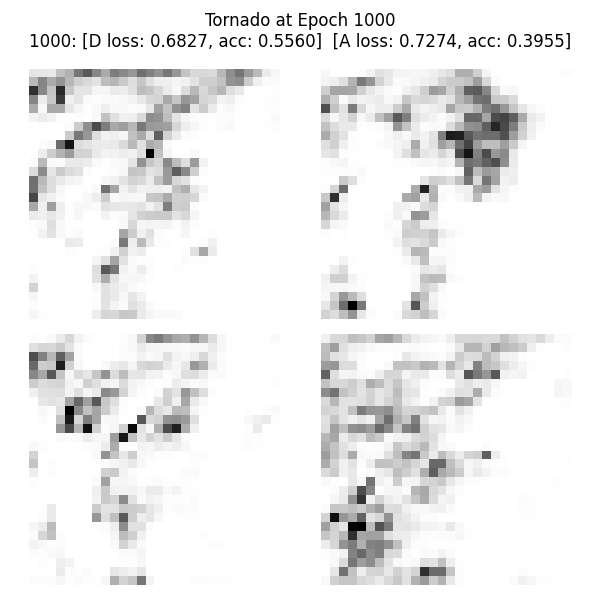 Tornado at Epoch 1000
1000: [D loss: 0.6827, acc: 0.5560]  [A loss: 0.7274, acc: 0.3955]